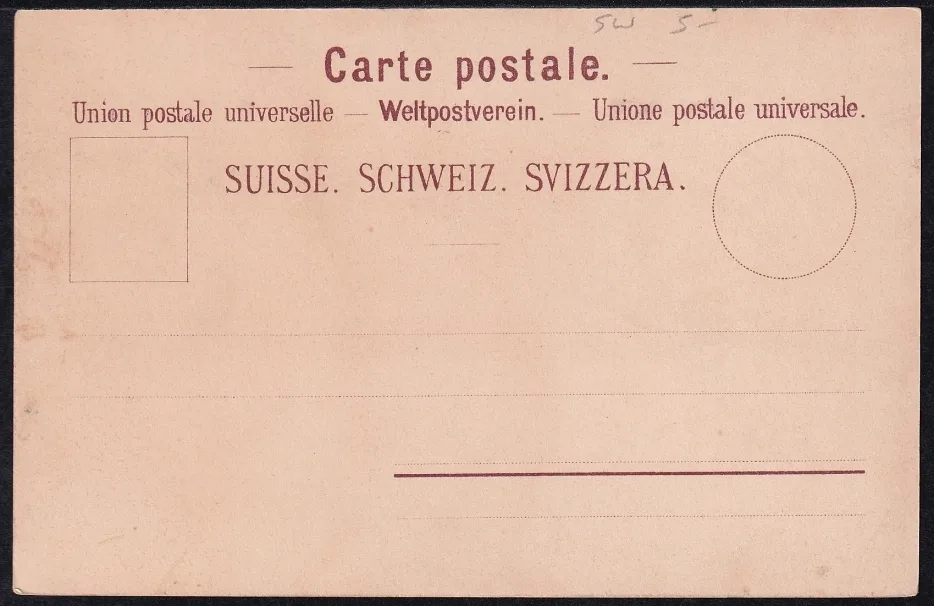 SW 5-
Carte postale.
Union postale universelle — Weltpostverein. — Unione postale universale.
SUISSE. SCHWEIZ. SVIZZERA.